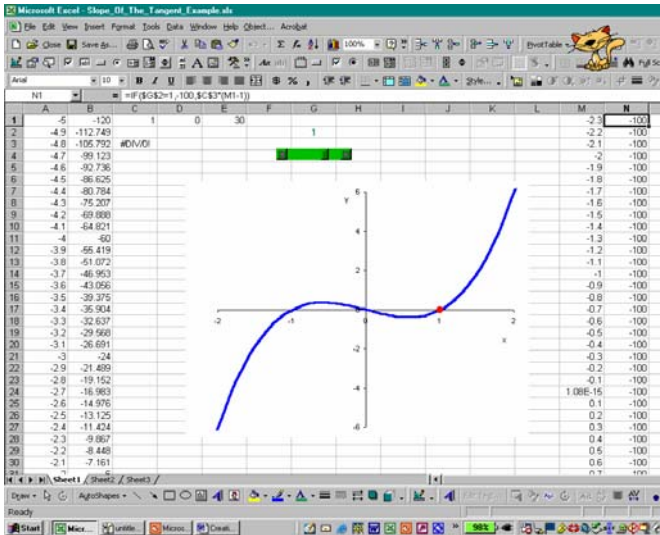 Microsoft Excel - Slope_Of_The_Tangent_Example.xls
File Edit View Insert Format Tools Data Window Help Object... Acrobat
Close Save As... 100% PivotTable
Arial 10 B I U $ % , Style...
N1 = =IF($G$2=1,-100,$C$3*(M1-1))
A B C D E F G H I J K L M N
1 -5 -120 1 0 30 -2.3 -100
2 -4.9 -112.749 1 -2.2 -100
3 -4.8 -105.792 #DIV/0! -2.1 -100
4 -4.7 -99.123 -2 -100
5 -4.6 -92.736 -1.9 -100
6 -4.5 -86.625 -1.8 -100
7 -4.4 -80.784 -1.7 -100
8 -4.3 -75.207 -1.6 -100
9 -4.2 -69.888 -1.5 -100
10 -4.1 -64.821 -1.4 -100
11 -4 -60 -1.3 -100
12 -3.9 -55.419 -1.2 -100
13 -3.8 -51.072 -1.1 -100
14 -3.7 -46.953 -1 -100
15 -3.6 -43.056 -0.9 -100
16 -3.5 -39.375 -0.8 -100
17 -3.4 -35.904 -0.7 -100
18 -3.3 -32.637 -0.6 -100
19 -3.2 -29.568 -0.5 -100
20 -3.1 -26.691 -0.4 -100
21 -3 -24 -0.3 -100
22 -2.9 -21.489 -0.2 -100
23 -2.8 -19.152 -0.1 -100
24 -2.7 -16.983 1.08E-15 -100
25 -2.6 -14.976 0.1 -100
26 -2.5 -13.125 0.2 -100
27 -2.4 -11.424 0.3 -100
28 -2.3 -9.867 0.4 -100
29 -2.2 -8.448 0.5 -100
30 -2.1 -7.161 0.6 -100
Y
6
4
2
-2 -1 0 1 2
x
-2
-4
-6
Sheet1 Sheet2 Sheet3
Draw AutoShapes
Ready
Start Micr... untitle... Micros... Creati... 98%